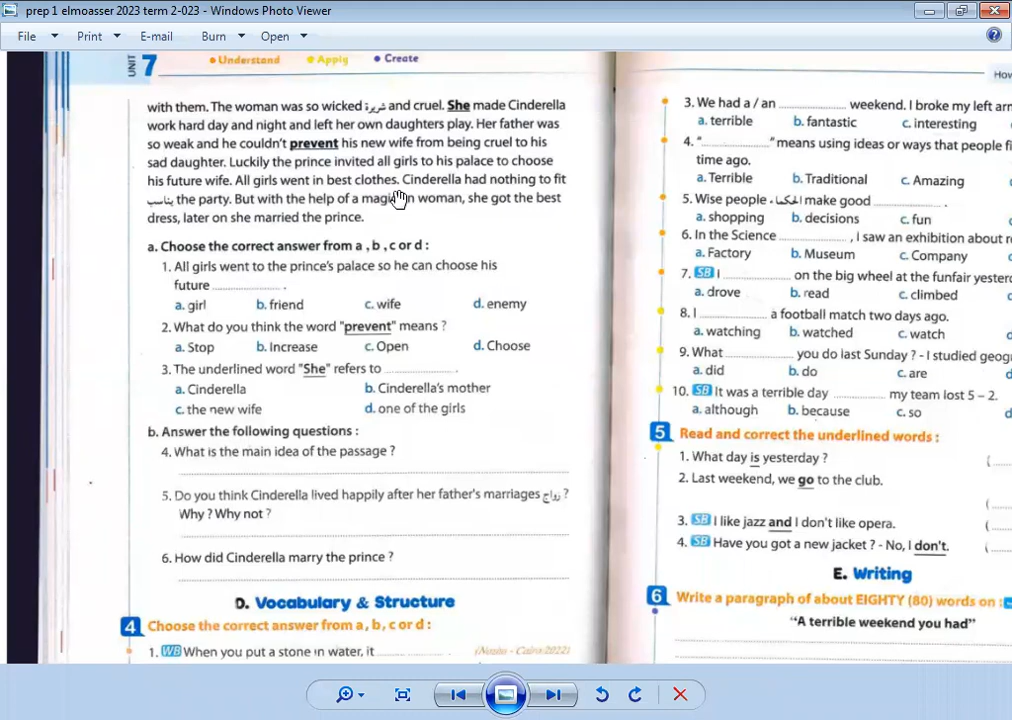 prep 1 elmoasser 2023 term 2-023 - Windows Photo Viewer
File Print E-mail Burn Open
UNIT 7
Understand Apply Create
with them. The woman was so wicked شريرة and cruel. She made Cinderella
work hard day and night and left her own daughters play. Her father was
so weak and he couldn't prevent his new wife from being cruel to his
sad daughter. Luckily the prince invited all girls to his palace to choose
his future wife. All girls went in best clothes. Cinderella had nothing to fit
يناسب the party. But with the help of a magician woman, she got the best
dress, later on she married the prince.
a. Choose the correct answer from a , b , c or d :
1. All girls went to the prince's palace so he can choose his
future .................... .
a. girl b. friend c. wife d. enemy
2. What do you think the word "prevent" means ?
a. Stop b. Increase c. Open d. Choose
3. The underlined word "She" refers to .................... .
a. Cinderella b. Cinderella's mother
c. the new wife d. one of the girls
b. Answer the following questions :
4. What is the main idea of the passage ?
5. Do you think Cinderella lived happily after her father's marriages زواج ?
Why ? Why not ?
6. How did Cinderella marry the prince ?
D. Vocabulary & Structure
4 Choose the correct answer from a , b , c or d :
1. WB When you put a stone in water, it ....................
(Nozha - Cairo 2022)
How
3. We had a / an .................... weekend. I broke my left arm
a. terrible b. fantastic c. interesting
4. "...................." means using ideas or ways that people
time ago.
a. Terrible b. Traditional c. Amazing
5. Wise people الحكماء make good .................... .
a. shopping b. decisions c. fun
6. In the Science .................... , I saw an exhibition about
a. Factory b. Museum c. Company
7. SB I .................... on the big wheel at the funfair
a. drove b. read c. climbed
8. I .................... a football match two days ago.
a. watching b. watched c. watch
9. What .................... you do last Sunday ? - I studied
a. did b. do c. are
10. SB It was a terrible day .................... my team lost 5 – 2.
a. although b. because c. so
5 Read and correct the underlined words :
1. What day is yesterday ? (
2. Last weekend, we go to the club.
(
3. SB I like jazz and I don't like opera. (
4. SB Have you got a new jacket ? - No, I don't. (
E. Writing
6 Write a paragraph of about EIGHTY (80) words on :
"A terrible weekend you had"